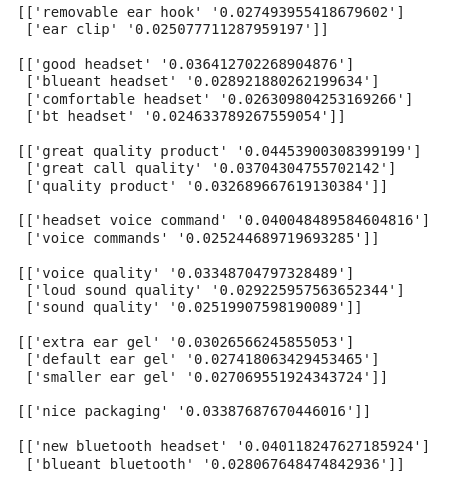 [['removable ear hook' '0.027493955418679602']
['ear clip' '0.025077711287959197']]
[['good headset' '0.036412702268904876']
['blueant headset' '0.028921880262199634']
['comfortable headset' '0.026309804253169266']
['bt headset' '0.024633789267559054']]
[['great quality product' '0.04453900308399199']
['great call quality' '0.03704304755702142']
['quality product' '0.032689667619130384']]
[['headset voice command' '0.040048489584604816']
['voice commands' '0.025244689719693285']]
[['voice quality' '0.03348704797328489']
['loud sound quality' '0.029225957563652344']
['sound quality' '0.02519907598190089']]
[['extra ear gel' '0.03026566245855053']
['default ear gel' '0.027418063429453465']
['smaller ear gel' '0.027069551924343724']]
[['nice packaging' '0.03387687670446016']]
[['new bluetooth headset' '0.040118247627185924']
['blueant bluetooth' '0.028067648474842936']]